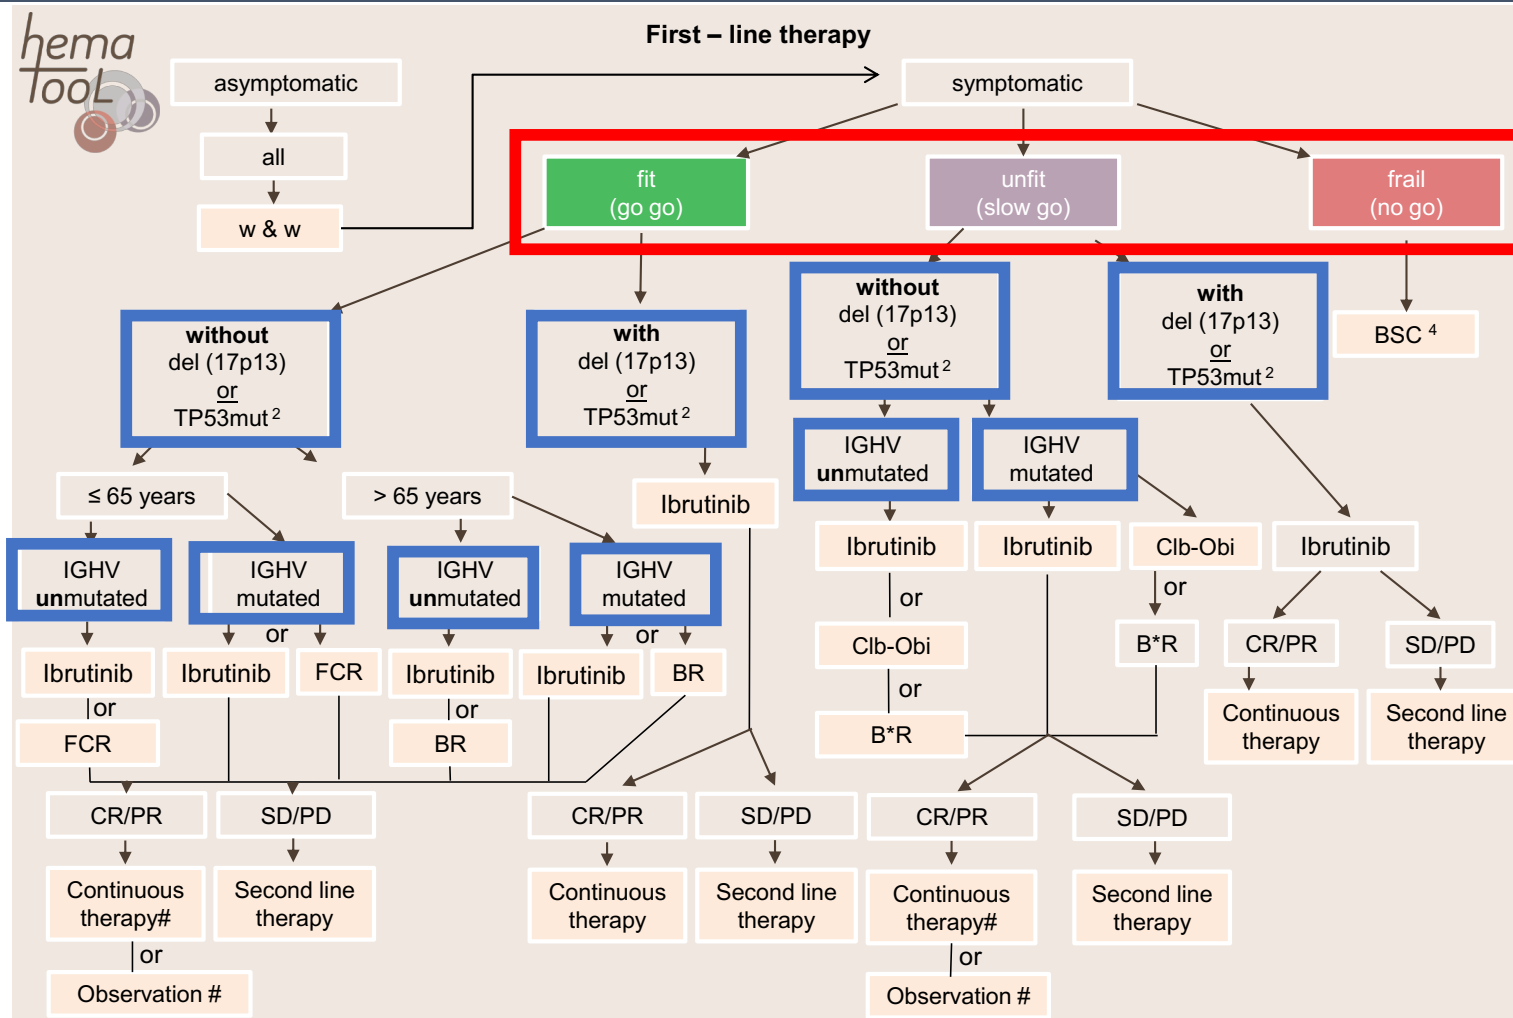 hema
TooL
First – line therapy
asymptomatic
symptomatic
all
w & w
fit
(go go)
unfit
(slow go)
frail
(no go)
without
del (17p13)
or
TP53mut 2
with
del (17p13)
or
TP53mut 2
without
del (17p13)
or
TP53mut 2
with
del (17p13)
or
TP53mut 2
BSC 4
≤ 65 years
> 65 years
Ibrutinib
IGHV
unmutated
IGHV
mutated
IGHV
unmutated
IGHV
mutated
IGHV
unmutated
IGHV
mutated
Ibrutinib
or
Clb-Obi
or
B*R
Ibrutinib
Clb-Obi
or
B*R
Ibrutinib
CR/PR
SD/PD
Continuous
therapy
Second line
therapy
Ibrutinib
or
FCR
or
Ibrutinib
FCR
Ibrutinib
or
BR
or
Ibrutinib
BR
CR/PR
SD/PD
Continuous
therapy#
or
Observation #
Second line
therapy
CR/PR
SD/PD
Continuous
therapy
Second line
therapy
CR/PR
SD/PD
Continuous
therapy#
or
Observation #
Second line
therapy